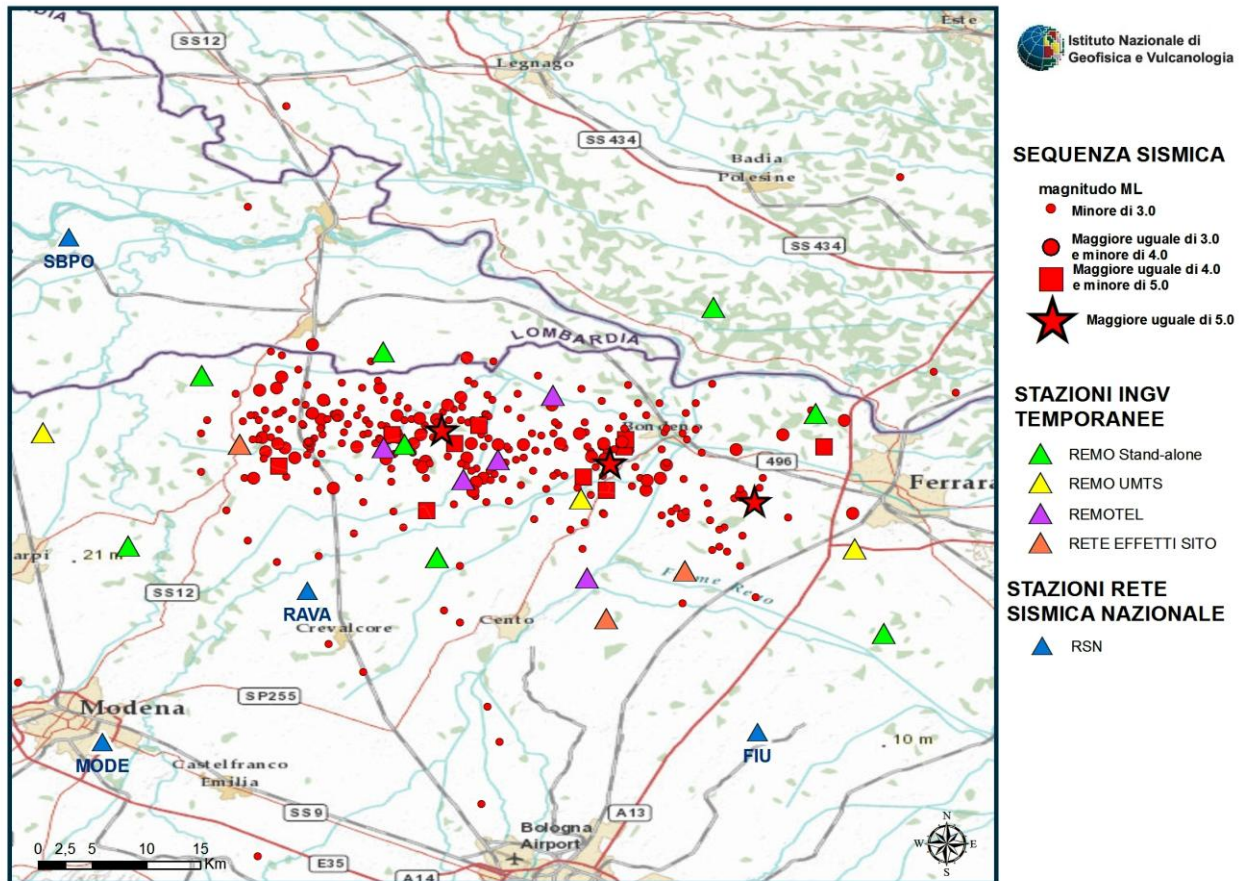 Este
SS12
Legnago
SS 434
Badia
Polesine
SS 434
SBPO
LOMBARDIA
Bondeno
496
Ferrara
21 m
SS12
RAVA
Crevalcore
Cento
Fiume Reno
SP255
Modena
MODE
Castelfranco
Emilia
FIU
10 m
SS9
A13
Bologna
Airport
E35
A14
0 2,5 5 10 15
Km
N
W E
S
Istituto Nazionale di
Geofisica e Vulcanologia
SEQUENZA SISMICA
magnitudo ML
Minore di 3.0
Maggiore uguale di 3.0
e minore di 4.0
Maggiore uguale di 4.0
e minore di 5.0
Maggiore uguale di 5.0
STAZIONI INGV
TEMPORANEE
REMO Stand-alone
REMO UMTS
REMOTEL
RETE EFFETTI SITO
STAZIONI RETE
SISMICA NAZIONALE
RSN